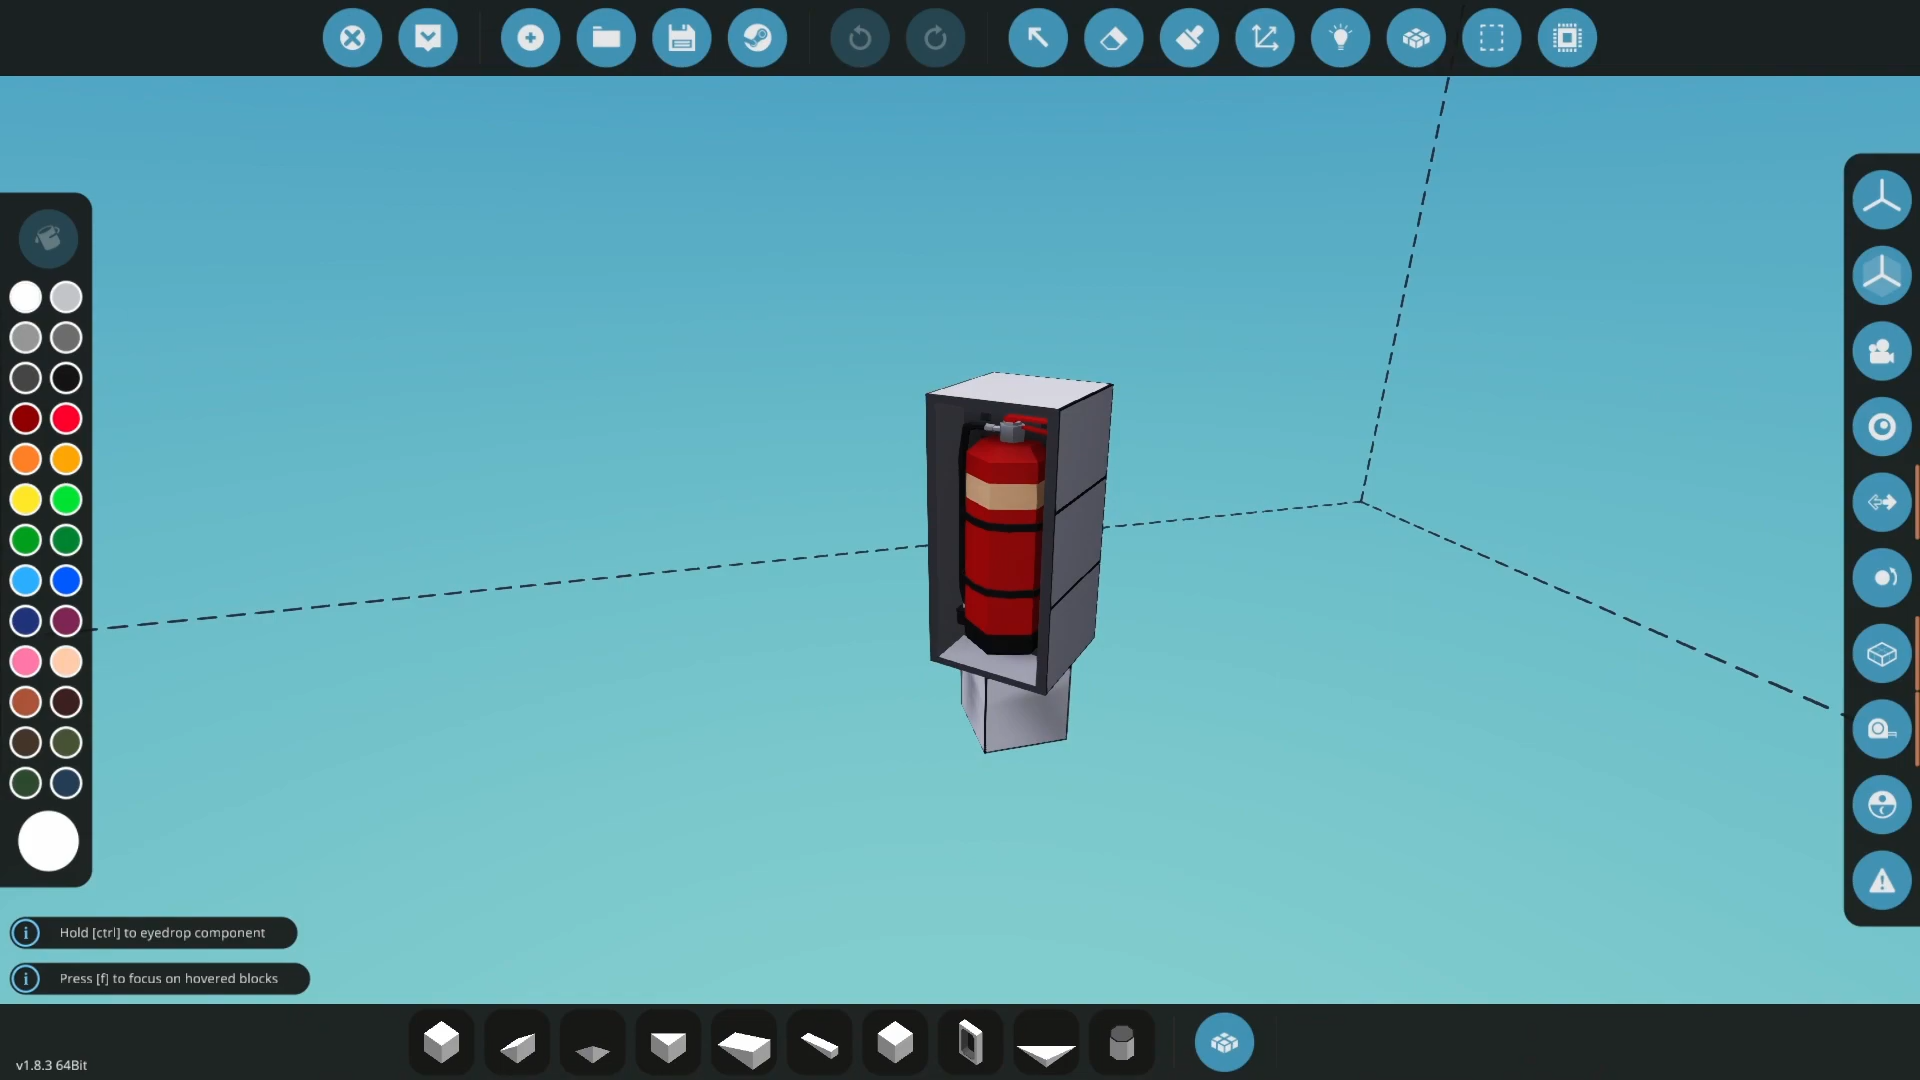 Hold [ctrl] to eyedrop component
Press [f] to focus on hovered blocks
v1.8.3 64Bit